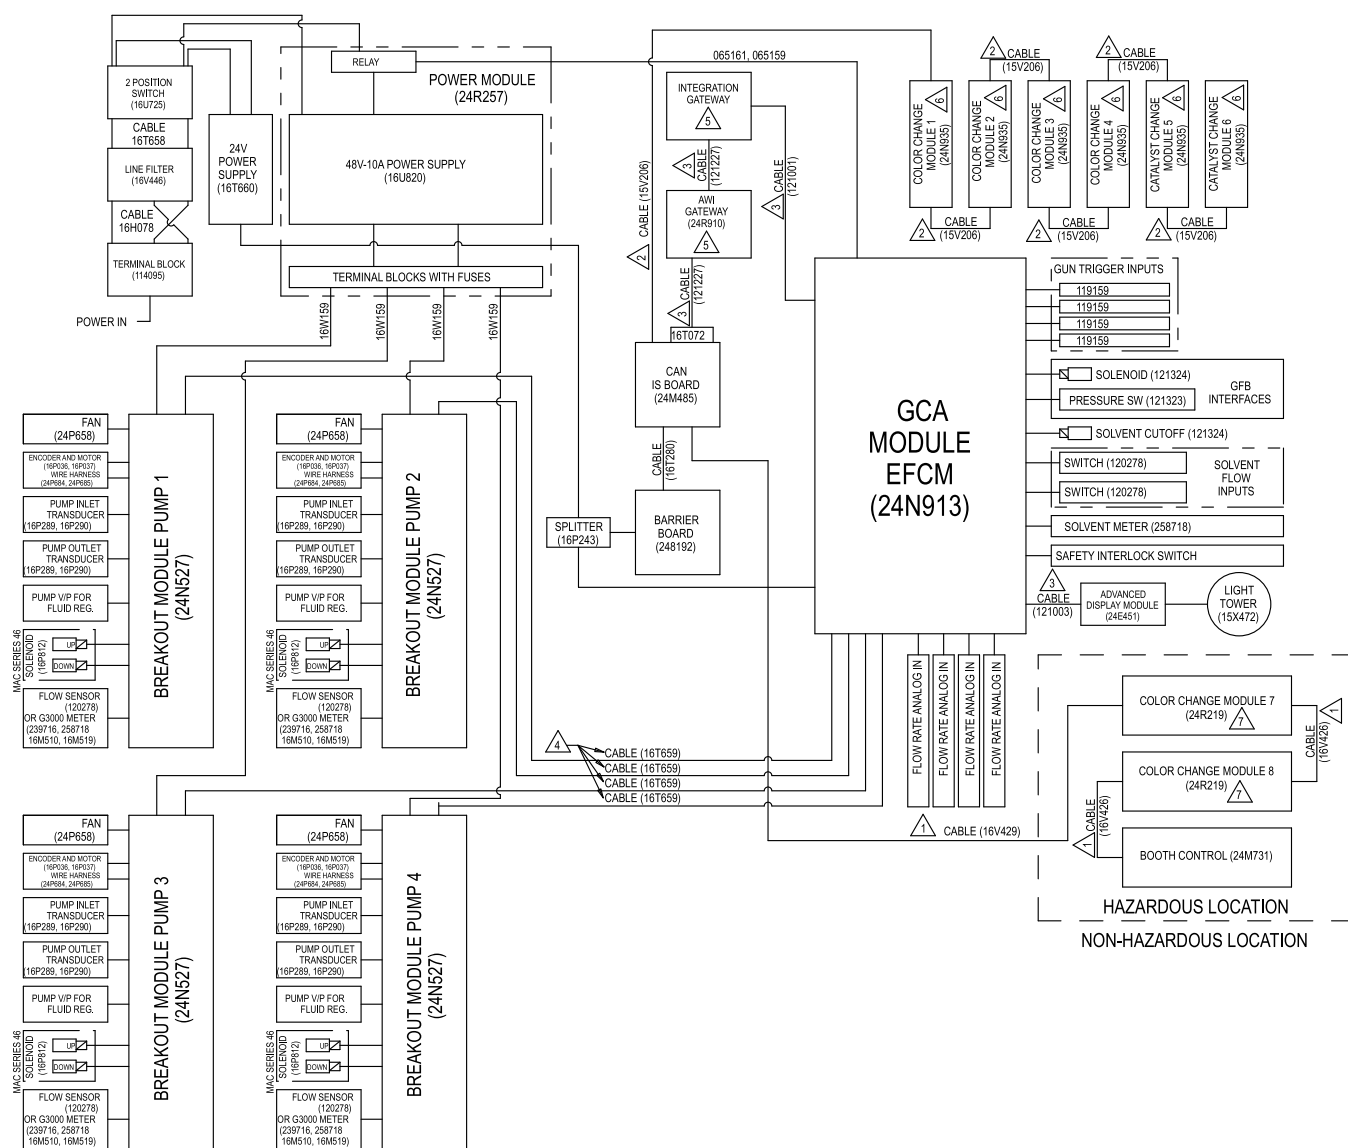 RELAY
POWER MODULE
(24R257)
2 POSITION
SWITCH
(16U725)
CABLE
16T658
LINE FILTER
(16V446)
CABLE
16H078
TERMINAL BLOCK
(114095)
POWER IN
24V
POWER
SUPPLY
(16T660)
48V-10A POWER SUPPLY
(16U820)
TERMINAL BLOCKS WITH FUSES
16W159
16W159
16W159
16W159
065161, 065159
INTEGRATION
GATEWAY
5
3
CABLE
(121227)
AWI
GATEWAY
(24R910)
5
3
CABLE
(121227)
3
CABLE
(121001)
2
CABLE (15V206)
16T072
CAN
IS BOARD
(24M485)
CABLE
(16T280)
BARRIER
BOARD
(248192)
SPLITTER
(16P243)
2
CABLE
(15V206)
2
CABLE
(15V206)
COLOR CHANGE
MODULE 1
(24N935)
6
COLOR CHANGE
MODULE 2
(24N935)
6
COLOR CHANGE
MODULE 3
(24N935)
6
COLOR CHANGE
MODULE 4
(24N935)
6
CATALYST CHANGE
MODULE 5
(24N935)
6
CATALYST CHANGE
MODULE 6
(24N935)
6
2
CABLE
(15V206)
2
CABLE
(15V206)
2
CABLE
(15V206)
GCA
MODULE
EFCM
(24N913)
GUN TRIGGER INPUTS
119159
119159
119159
119159
SOLENOID (121324)
PRESSURE SW (121323)
GFB
INTERFACES
SOLVENT CUTOFF (121324)
SWITCH (120278)
SWITCH (120278)
SOLVENT
FLOW
INPUTS
SOLVENT METER (258718)
SAFETY INTERLOCK SWITCH
3
CABLE
(121003)
ADVANCED
DISPLAY MODULE
(24E451)
LIGHT
TOWER
(15X472)
FLOW RATE ANALOG IN
FLOW RATE ANALOG IN
FLOW RATE ANALOG IN
FLOW RATE ANALOG IN
4
CABLE (16T659)
CABLE (16T659)
CABLE (16T659)
CABLE (16T659)
1
CABLE (16V429)
COLOR CHANGE MODULE 7
(24R219)
7
1
CABLE
(16V426)
COLOR CHANGE MODULE 8
(24R219)
7
1
CABLE
(16V426)
BOOTH CONTROL (24M731)
HAZARDOUS LOCATION
NON-HAZARDOUS LOCATION
FAN
(24P658)
ENCODER AND MOTOR
(16P036, 16P037)
WIRE HARNESS
(24P684, 24P685)
PUMP INLET
TRANSDUCER
(16P289, 16P290)
PUMP OUTLET
TRANSDUCER
(16P289, 16P290)
PUMP V/P FOR
FLUID REG.
MAC SERIES 46
SOLENOID
(16P812)
UP
DOWN
FLOW SENSOR
(120278)
OR G3000 METER
(239716, 258718
16M510, 16M519)
BREAKOUT MODULE PUMP 1
(24N527)
FAN
(24P658)
ENCODER AND MOTOR
(16P036, 16P037)
WIRE HARNESS
(24P684, 24P685)
PUMP INLET
TRANSDUCER
(16P289, 16P290)
PUMP OUTLET
TRANSDUCER
(16P289, 16P290)
PUMP V/P FOR
FLUID REG.
MAC SERIES 46
SOLENOID
(16P812)
UP
DOWN
FLOW SENSOR
(120278)
OR G3000 METER
(239716, 258718
16M510, 16M519)
BREAKOUT MODULE PUMP 2
(24N527)
FAN
(24P658)
ENCODER AND MOTOR
(16P036, 16P037)
WIRE HARNESS
(24P684, 24P685)
PUMP INLET
TRANSDUCER
(16P289, 16P290)
PUMP OUTLET
TRANSDUCER
(16P289, 16P290)
PUMP V/P FOR
FLUID REG.
MAC SERIES 46
SOLENOID
(16P812)
UP
DOWN
FLOW SENSOR
(120278)
OR G3000 METER
(239716, 258718
16M510, 16M519)
BREAKOUT MODULE PUMP 3
(24N527)
FAN
(24P658)
ENCODER AND MOTOR
(16P036, 16P037)
WIRE HARNESS
(24P684, 24P685)
PUMP INLET
TRANSDUCER
(16P289, 16P290)
PUMP OUTLET
TRANSDUCER
(16P289, 16P290)
PUMP V/P FOR
FLUID REG.
MAC SERIES 46
SOLENOID
(16P812)
UP
DOWN
FLOW SENSOR
(120278)
OR G3000 METER
(239716, 258718
16M510, 16M519)
BREAKOUT MODULE PUMP 4
(24N527)